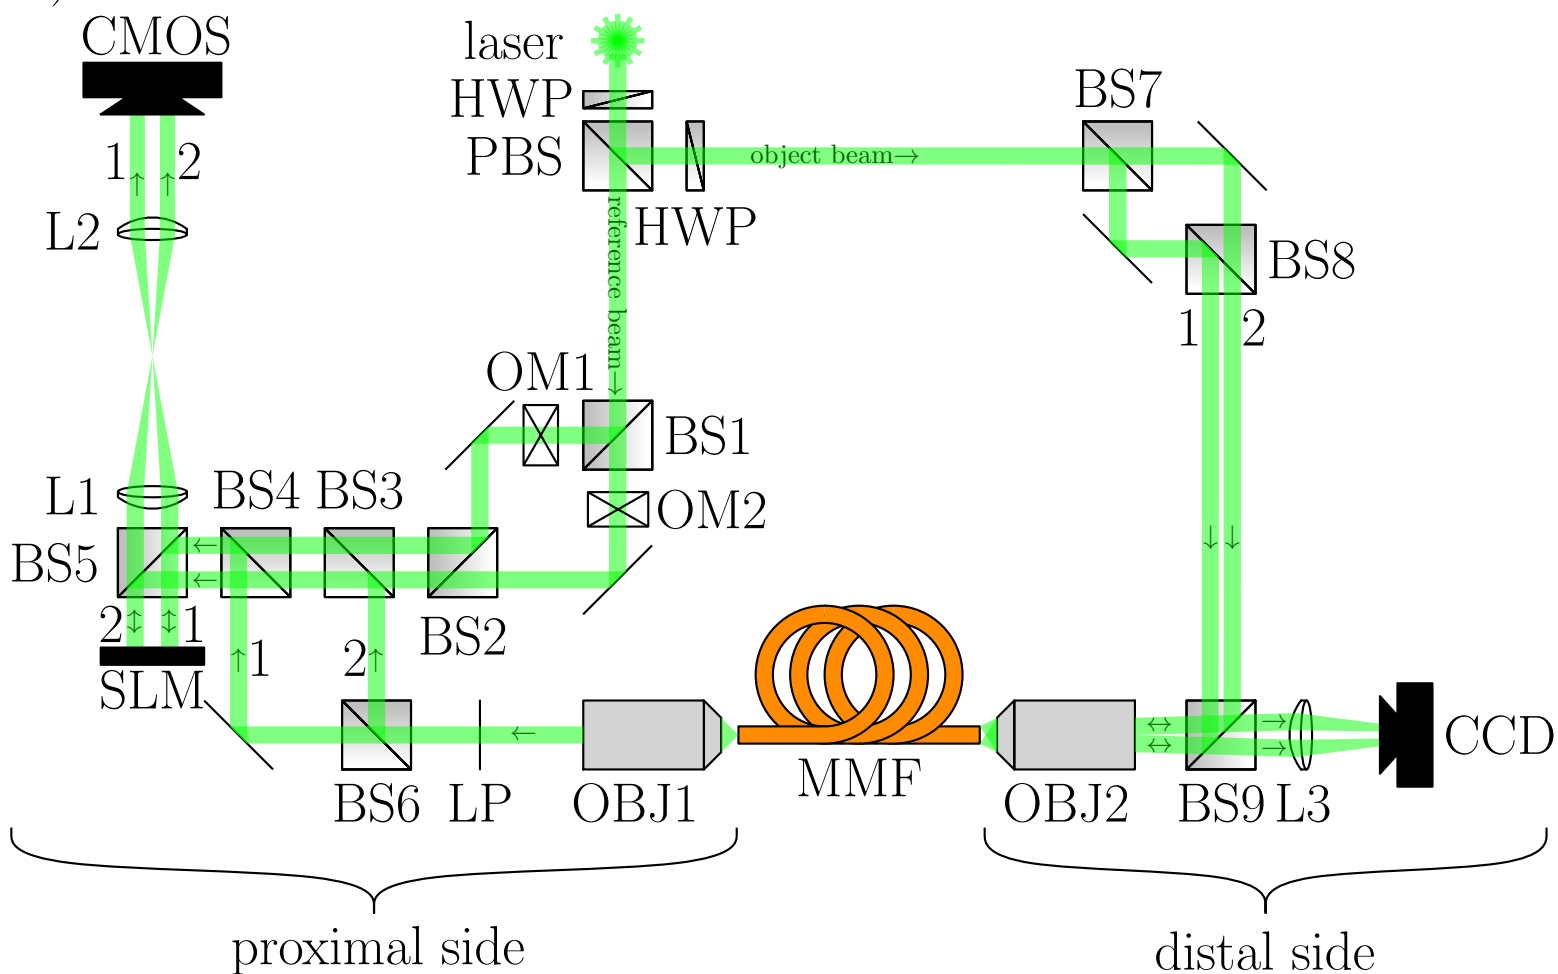 )
CMOS
laser
HWP
PBS
HWP
object beam→
BS7
1
2
L2
reference beam→
BS8
1
2
OM1
BS1
L1
BS4
BS3
OM2
BS5
2
1
BS2
1
2
SLM
BS6
LP
OBJ1
MMF
OBJ2
BS9
L3
CCD
proximal side
distal side